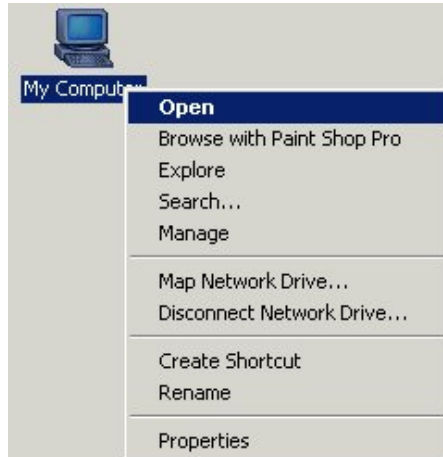 My Computer
Open
Browse with Paint Shop Pro
Explore
Search...
Manage
Map Network Drive...
Disconnect Network Drive...
Create Shortcut
Rename
Properties